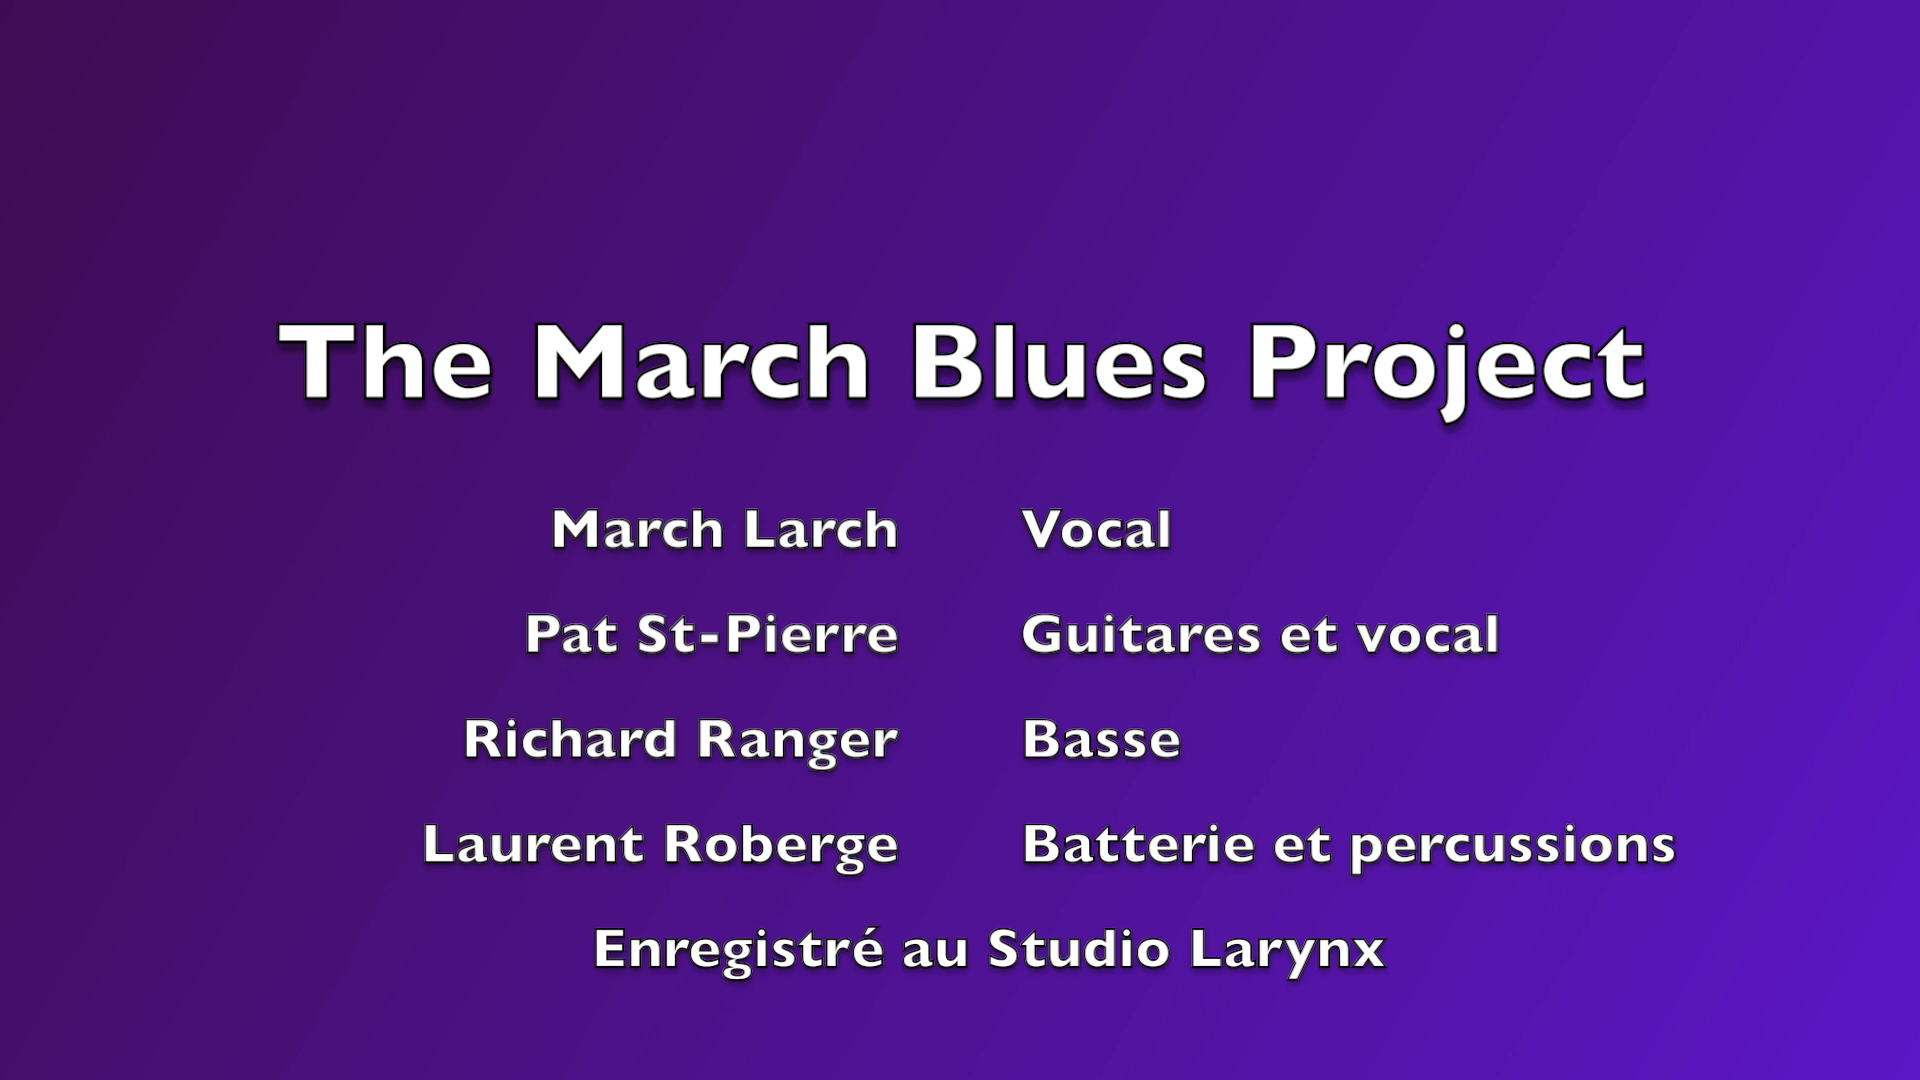 The March Blues Project
March Larch Vocal
Pat St-Pierre Guitares et vocal
Richard Ranger Basse
Laurent Roberge Batterie et percussions
Enregistré au Studio Larynx